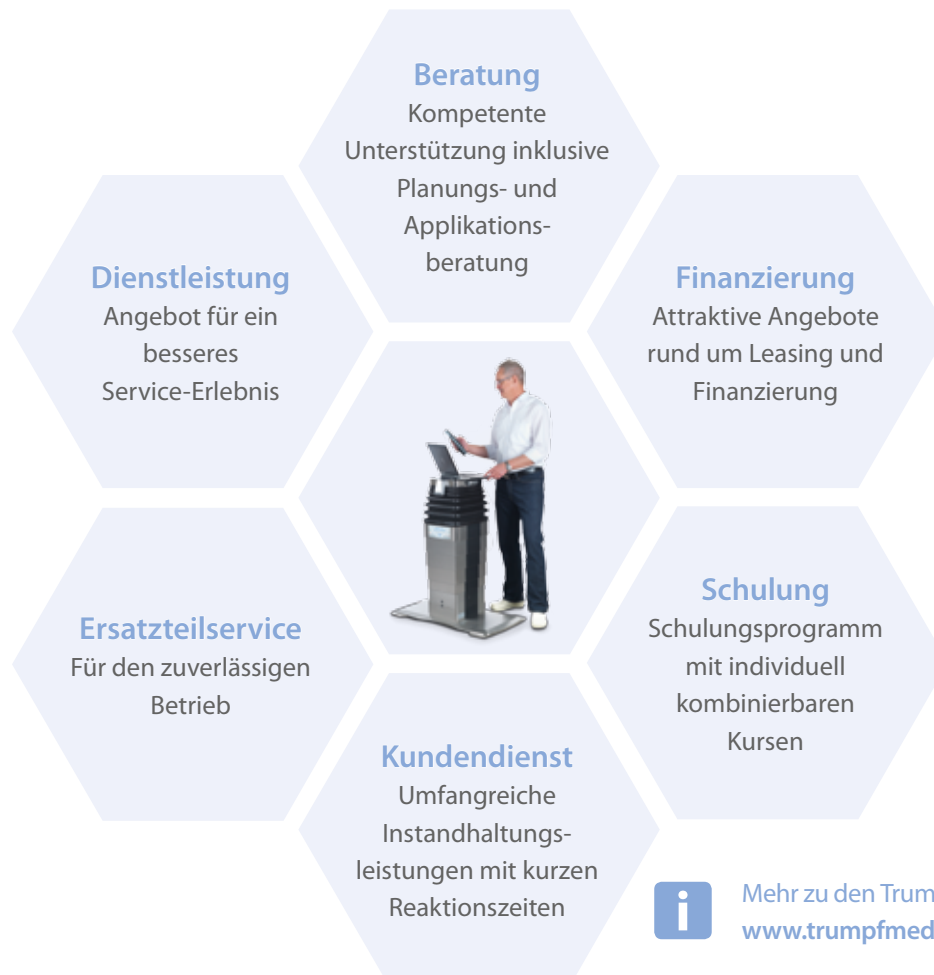 Beratung
Kompetente
Unterstützung inklusive
Planungs- und
Applikations-
beratung
Dienstleistung
Angebot für ein
besseres
Service-Erlebnis
Finanzierung
Attraktive Angebote
rund um Leasing und
Finanzierung
Ersatzteilservice
Für den zuverlässigen
Betrieb
Schulung
Schulungsprogramm
mit individuell
kombinierbaren
Kursen
Kundendienst
Umfangreiche
Instandhaltungs-
leistungen mit kurzen
Reaktionszeiten
i
Mehr zu den Trum
www.trumpfmed